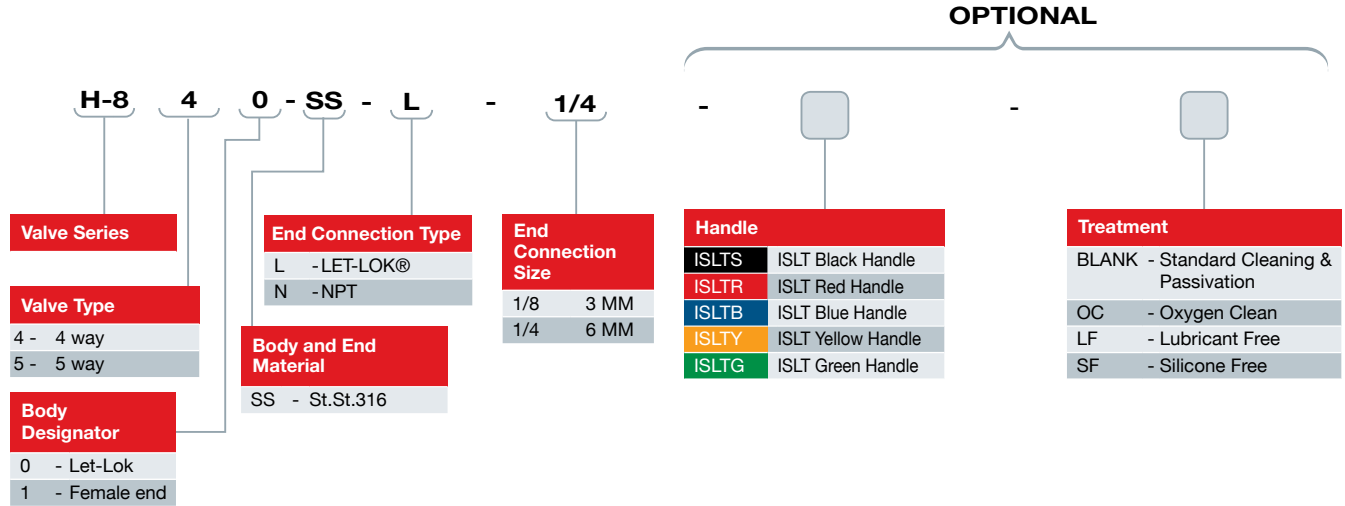 OPTIONAL
H-8 4 0 - SS - L - 1/4 - -
Valve Series
Valve Type
4 - 4 way
5 - 5 way
Body
Designator
0 - Let-Lok
1 - Female end
End Connection Type
L -LET-LOK®
N -NPT
Body and End
Material
SS - St.St.316
End
Connection
Size
1/8 3 MM
1/4 6 MM
Handle
ISLTS ISLT Black Handle
ISLTR ISLT Red Handle
ISLTB ISLT Blue Handle
ISLTY ISLT Yellow Handle
ISLTG ISLT Green Handle
Treatment
BLANK - Standard Cleaning &
Passivation
OC - Oxygen Clean
LF - Lubricant Free
SF - Silicone Free